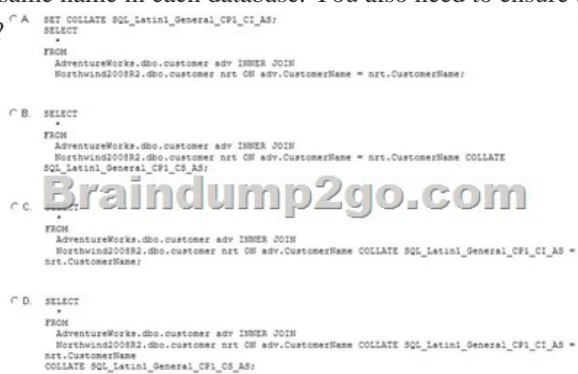 same name in each database. You also need to ensure
?
A. SET COLLATE SQL_Latin1_General_CP1_CI_AS;
SELECT
*
FROM
AdventureWorks.dbo.customer adv INNER JOIN
Northwind2008R2.dbo.customer nrt ON adv.CustomerName = nrt.CustomerName;
B. SELECT
*
FROM
AdventureWorks.dbo.customer adv INNER JOIN
Northwind2008R2.dbo.customer nrt ON adv.CustomerName = nrt.CustomerName COLLATE
SQL_Latin1_General_CP1_CS_AS;
Braindump2go.com
C. SELECT
*
FROM
AdventureWorks.dbo.customer adv INNER JOIN
Northwind2008R2.dbo.customer nrt ON adv.CustomerName COLLATE SQL_Latin1_General_CP1_CI_AS =
nrt.CustomerName;
D. SELECT
*
FROM
AdventureWorks.dbo.customer adv INNER JOIN
Northwind2008R2.dbo.customer nrt ON adv.CustomerName COLLATE SQL_Latin1_General_CP1_CI_AS =
nrt.CustomerName
COLLATE SQL_Latin1_General_CP1_CS_AS;